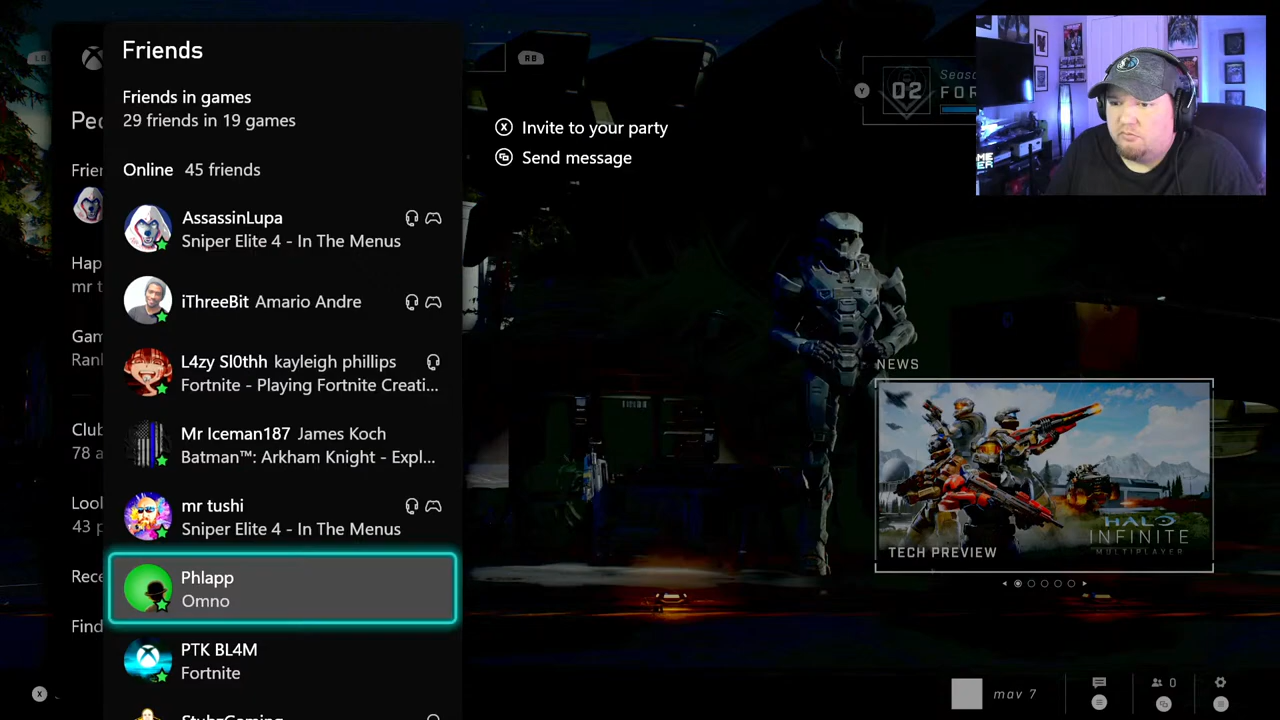 Friends
Friends in games
29 friends in 19 games
Online 45 friends
AssassinLupa
Sniper Elite 4 - In The Menus
iThreeBit Amario Andre
L4zy Sl0thh kayleigh phillips
Fortnite - Playing Fortnite Creati...
Mr Iceman187 James Koch
Batman™: Arkham Knight - Expl...
mr tushi
Sniper Elite 4 - In The Menus
Phlapp
Omno
PTK BL4M
Fortnite
LB
RB
X Invite to your party
Send message
Y
02
NEWS
TECH PREVIEW
HALO
INFINITE
MULTIPLAYER
X
mav 7
0